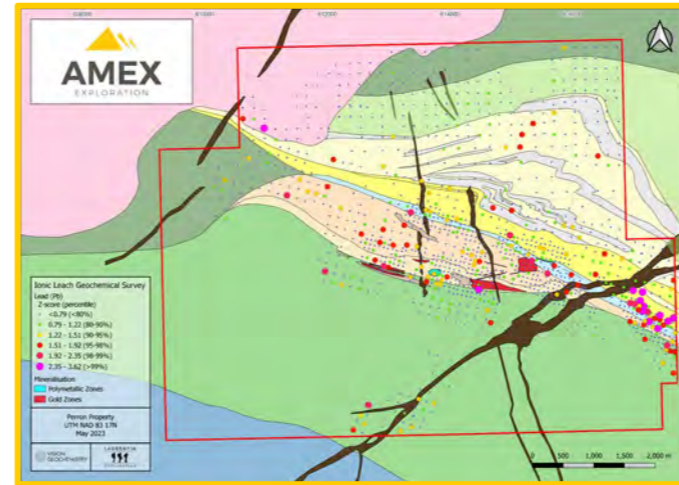 AMEX
EXPLORATION
Ionic Leach Geochemical Survey
Lead (Pb)
Z-score (percentile)
<0.79 (<80%)
0.79 - 1.22 (80-90%)
1.22 - 1.51 (90-95%)
1.51 - 1.92 (95-98%)
1.92 - 2.35 (98-99%)
2.35 - 3.62 (>99%)
Mineralisation
Polymetallic Zones
Gold Zones
Perron Property
UTM NAD 83 17N
May 2023
VISION
GEOCHEMISTRY
LAURENTIA
0 500 1,000 1,500 2,000 m